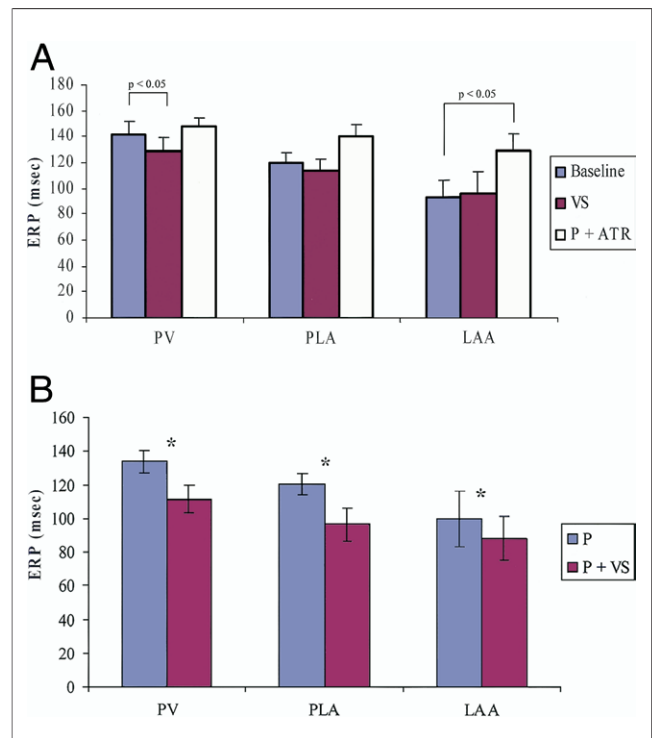 A
180
160
140
120
100
80
60
40
20
0
ERP (msec)
p < 0.05
p < 0.05
Baseline
VS
P + ATR
PV PLA LAA
B
160
140
120
100
80
60
40
20
0
ERP (msec)
* * *
P
P + VS
PV PLA LAA